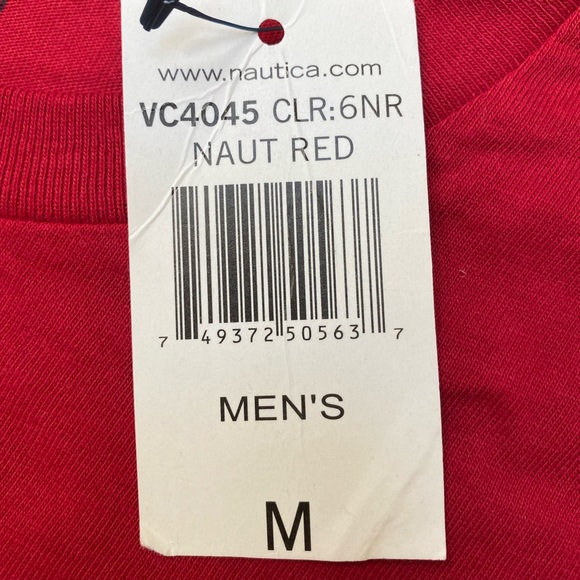 www.nautica.com
VC4045 CLR:6NR
NAUT RED
7 49372 50563 7
MEN'S
M